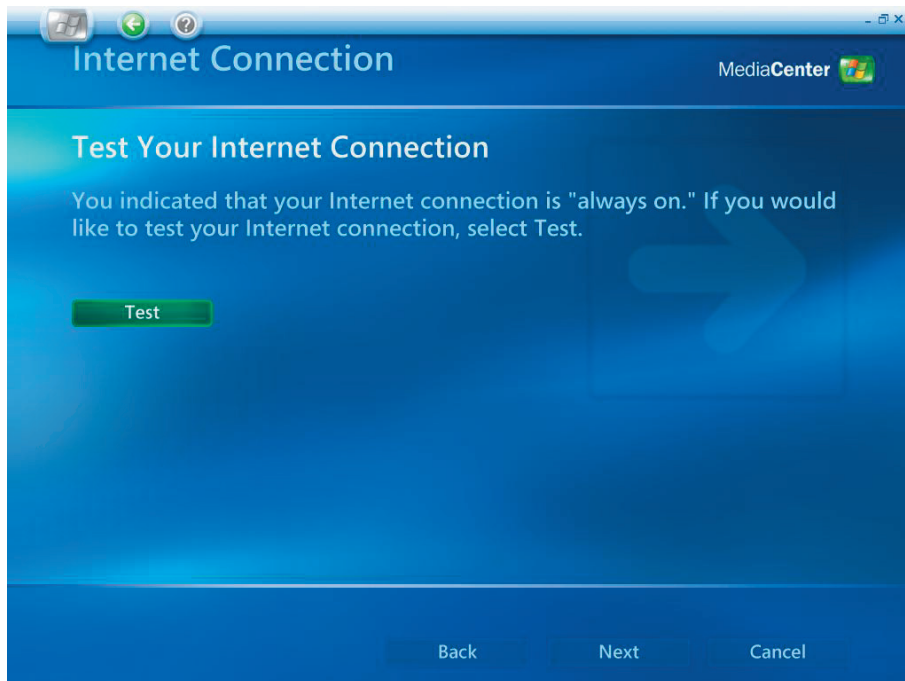 Internet Connection
MediaCenter
Test Your Internet Connection
You indicated that your Internet connection is "always on." If you would
like to test your Internet connection, select Test.
Test
Back
Next
Cancel